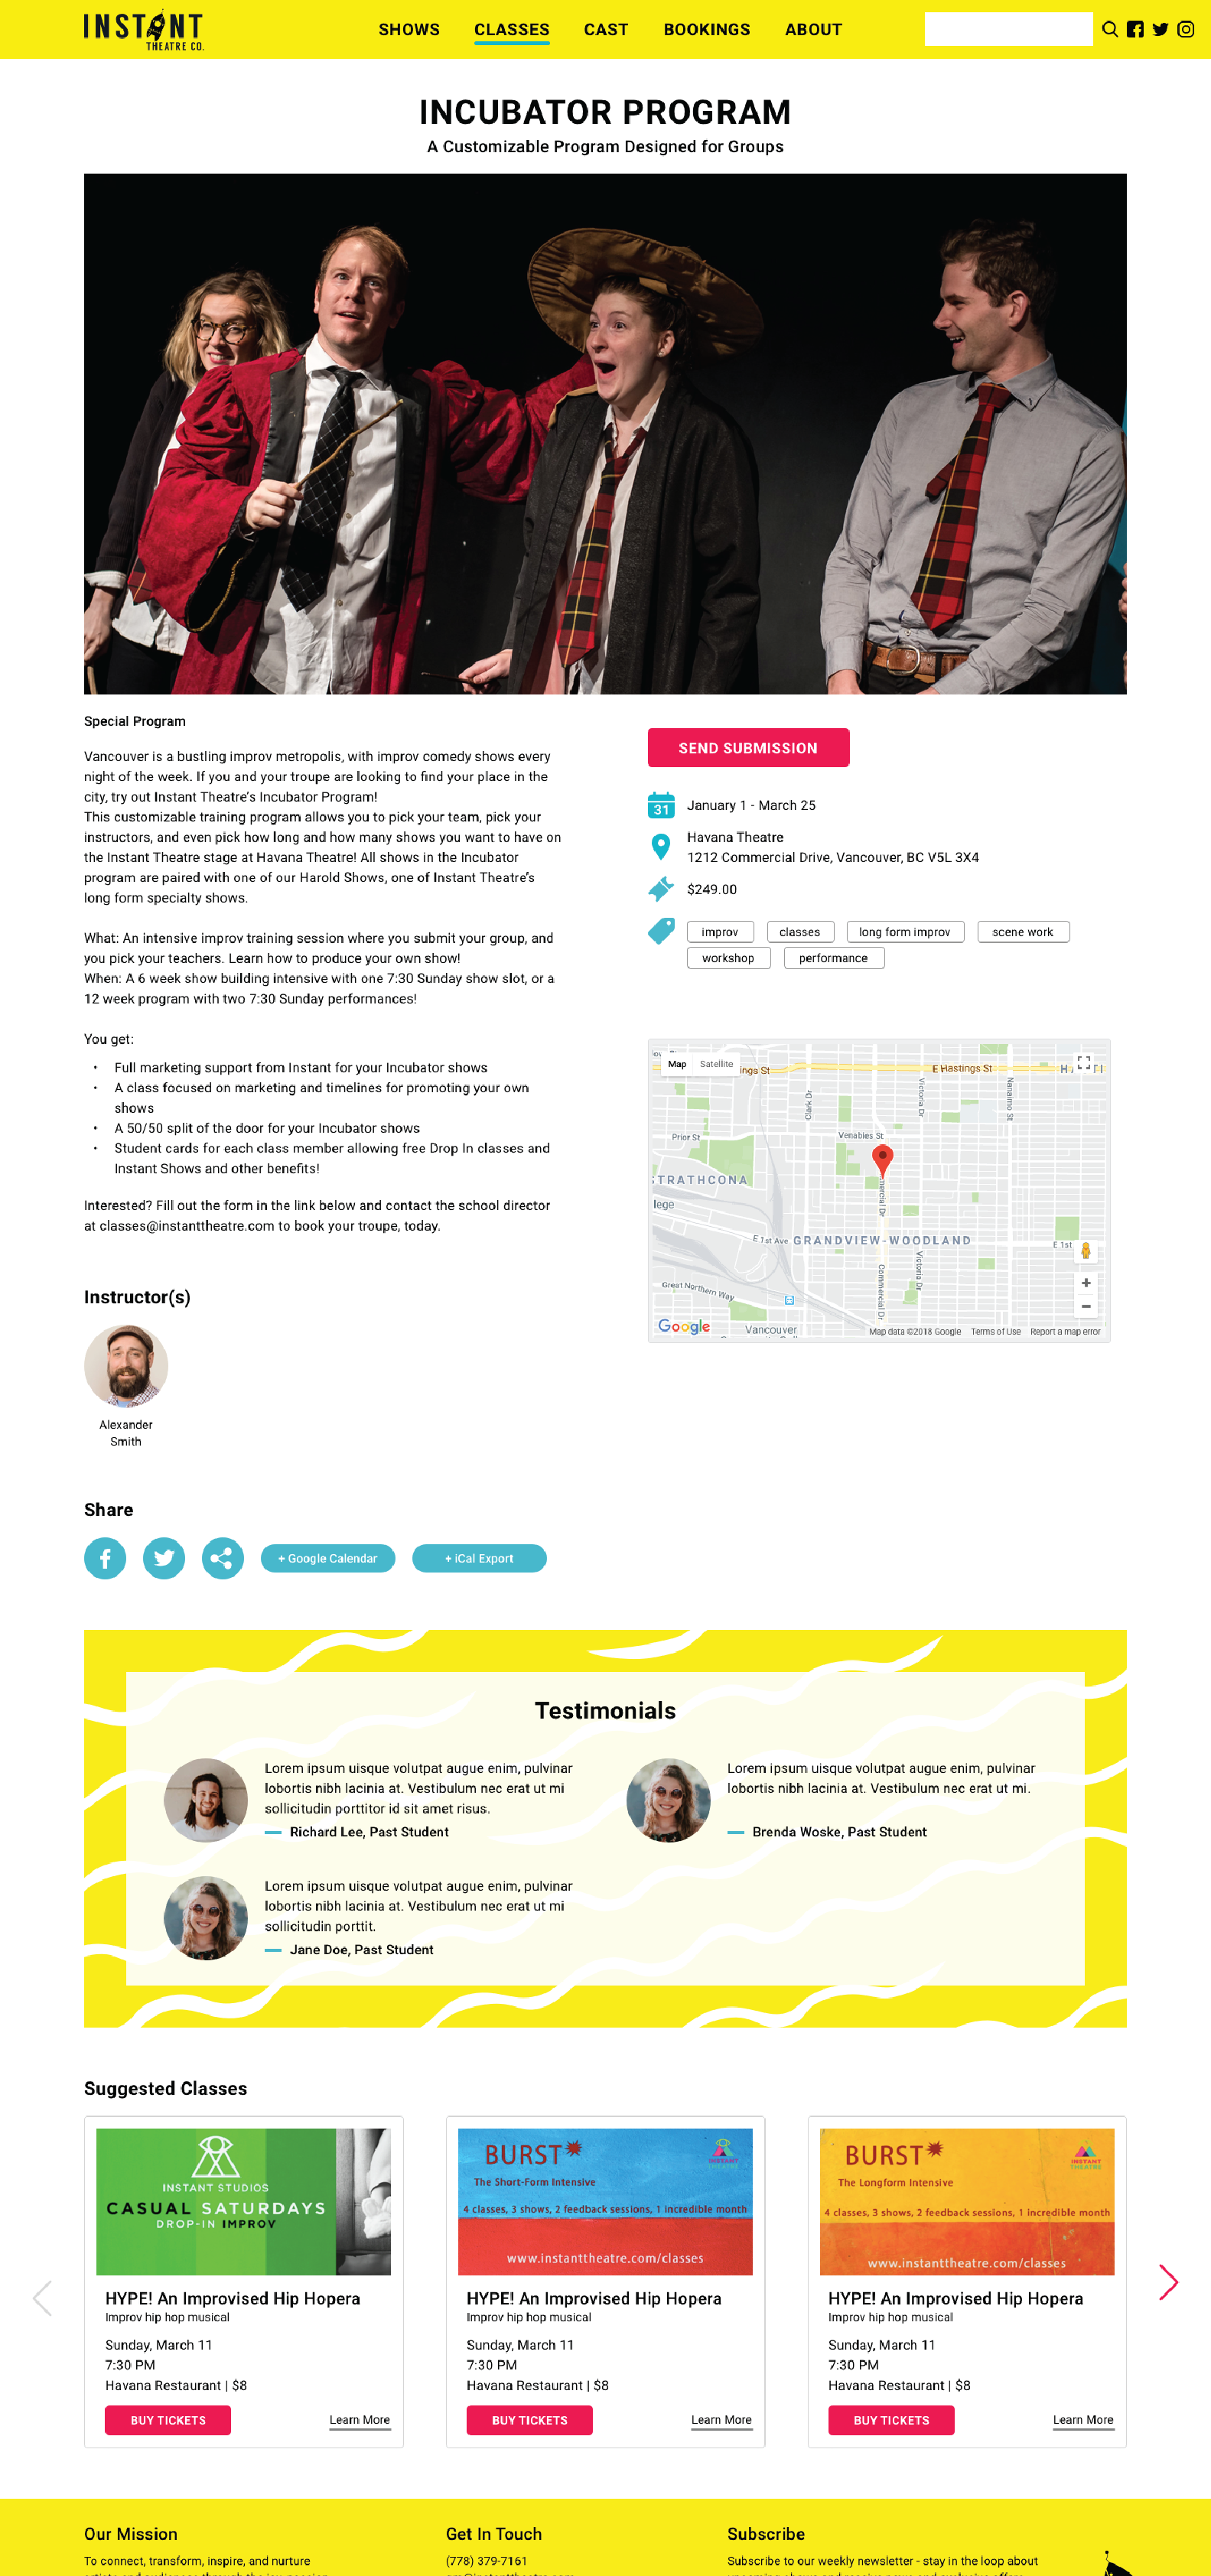 INSTANT
THEATRE CO.
SHOWS CLASSES CAST BOOKINGS ABOUT
INCUBATOR PROGRAM
A Customizable Program Designed for Groups
Special Program
Vancouver is a bustling improv metropolis, with improv comedy shows every
night of the week. If you and your troupe are looking to find your place in the
city, try out Instant Theatre's Incubator Program!
This customizable training program allows you to pick your team, pick your
instructors, and even pick how long and how many shows you want to have on
the Instant Theatre stage at Havana Theatre! All shows in the Incubator
program are paired with one of our Harold Shows, one of Instant Theatre's
long form specialty shows.
What: An intensive improv training session where you submit your group, and
you pick your teachers. Learn how to produce your own show!
When: A 6 week show building intensive with one 7:30 Sunday show slot, or a
12 week program with two 7:30 Sunday performances!
You get:
• Full marketing support from Instant for your Incubator shows
• A class focused on marketing and timelines for promoting your own
shows
• A 50/50 split of the door for your Incubator shows
• Student cards for each class member allowing free Drop In classes and
Instant Shows and other benefits!
Interested? Fill out the form in the link below and contact the school director
at classes@instanttheatre.com to book your troupe, today.
SEND SUBMISSION
31
January 1 - March 25
Havana Theatre
1212 Commercial Drive, Vancouver, BC V5L 3X4
$249.00
improv classes long form improv scene work
workshop performance
Map Satellite
ings St
E Hastings St
Clark Dr
Victoria Dr
Nanaimo St
Prior St
Venables St
STRATHCONA
lege
mercial Dr
E 1st Ave
GRANDVIEW-WOODLAND
E 1st
Victoria Dr
Commercial Dr
Great Northern Way
Google
Vancouver
Map data ©2018 Google Terms of Use Report a map error
Instructor(s)
Alexander
Smith
Share
+ Google Calendar
+ iCal Export
Testimonials
Lorem ipsum uisque volutpat augue enim, pulvinar
lobortis nibh lacinia at. Vestibulum nec erat ut mi
sollicitudin porttitor id sit amet risus.
Richard Lee, Past Student
Lorem ipsum uisque volutpat augue enim, pulvinar
lobortis nibh lacinia at. Vestibulum nec erat ut mi.
Brenda Woske, Past Student
Lorem ipsum uisque volutpat augue enim, pulvinar
lobortis nibh lacinia at. Vestibulum nec erat ut mi
sollicitudin porttit.
Jane Doe, Past Student
Suggested Classes
INSTANT STUDIOS
CASUAL SATURDAYS
DROP-IN IMPROV
HYPE! An Improvised Hip Hopera
Improv hip hop musical
Sunday, March 11
7:30 PM
Havana Restaurant | $8
BUY TICKETS
Learn More
BURST
INSTANT
THEATRE
The Short-Form Intensive
4 classes, 3 shows, 2 feedback sessions, 1 incredible month
www.instanttheatre.com/classes
HYPE! An Improvised Hip Hopera
Improv hip hop musical
Sunday, March 11
7:30 PM
Havana Restaurant | $8
BUY TICKETS
Learn More
BURST
INSTANT
THEATRE
The Longform Intensive
4 classes, 3 shows, 2 feedback sessions, 1 incredible month
www.instanttheatre.com/classes
HYPE! An Improvised Hip Hopera
Improv hip hop musical
Sunday, March 11
7:30 PM
Havana Restaurant | $8
BUY TICKETS
Learn More
Our Mission
To connect, transform, inspire, and nurture
Get In Touch
(778) 379-7161
Subscribe
Subscribe to our weekly newsletter - stay in the loop about